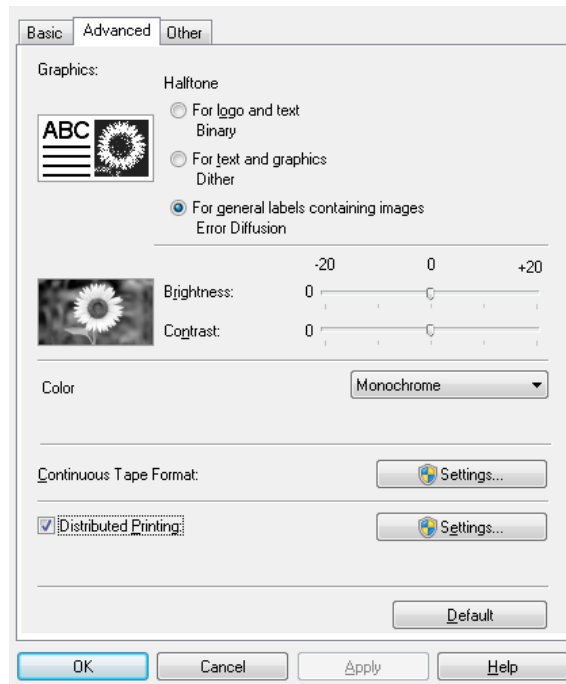 Basic Advanced Other
Graphics:
Halftone
For logo and text
Binary
ABC
For text and graphics
Dither
For general labels containing images
Error Diffusion
-20 0 +20
Brightness: 0
Contrast: 0
Color Monochrome
Continuous Tape Format: Settings...
Distributed Printing: Settings...
Default
OK Cancel Apply Help